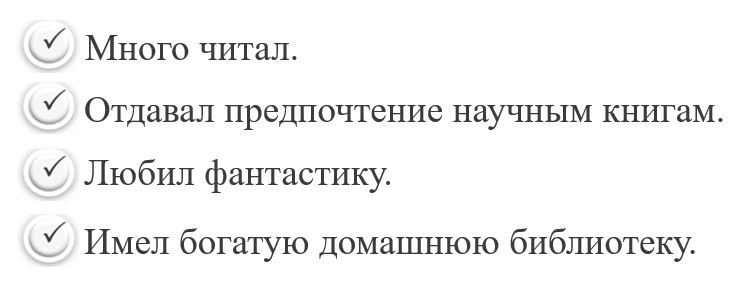 Много читал.
Отдавал предпочтение научным книгам.
Любил фантастику.
Имел богатую домашнюю библиотеку.